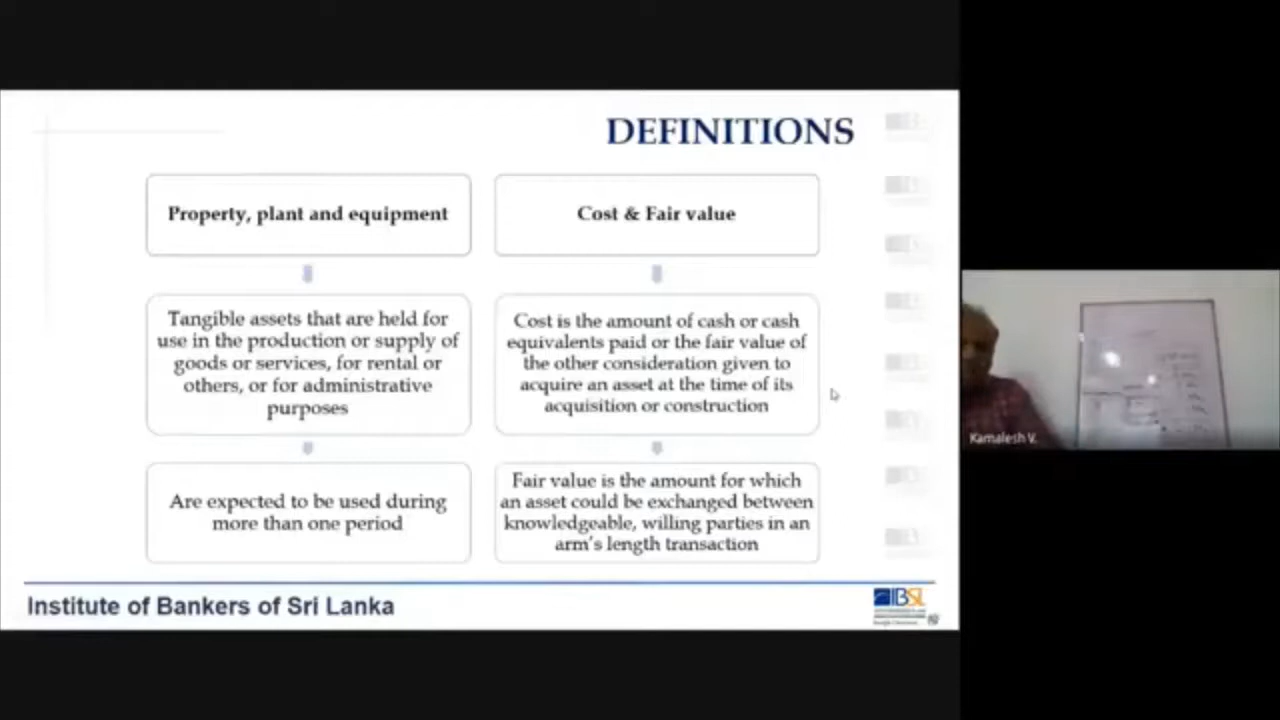 DEFINITIONS
Property, plant and equipment
Tangible assets that are held for
use in the production or supply of
goods or services, for rental or
others, or for administrative
purposes
Are expected to be used during
more than one period
Cost & Fair value
Cost is the amount of cash or cash
equivalents paid or the fair value of
the other consideration given to
acquire an asset at the time of its
acquisition or construction
Fair value is the amount for which
an asset could be exchanged between
knowledgeable, willing parties in an
arm's length transaction
Institute of Bankers of Sri Lanka
IBSL
Kamalesh V.